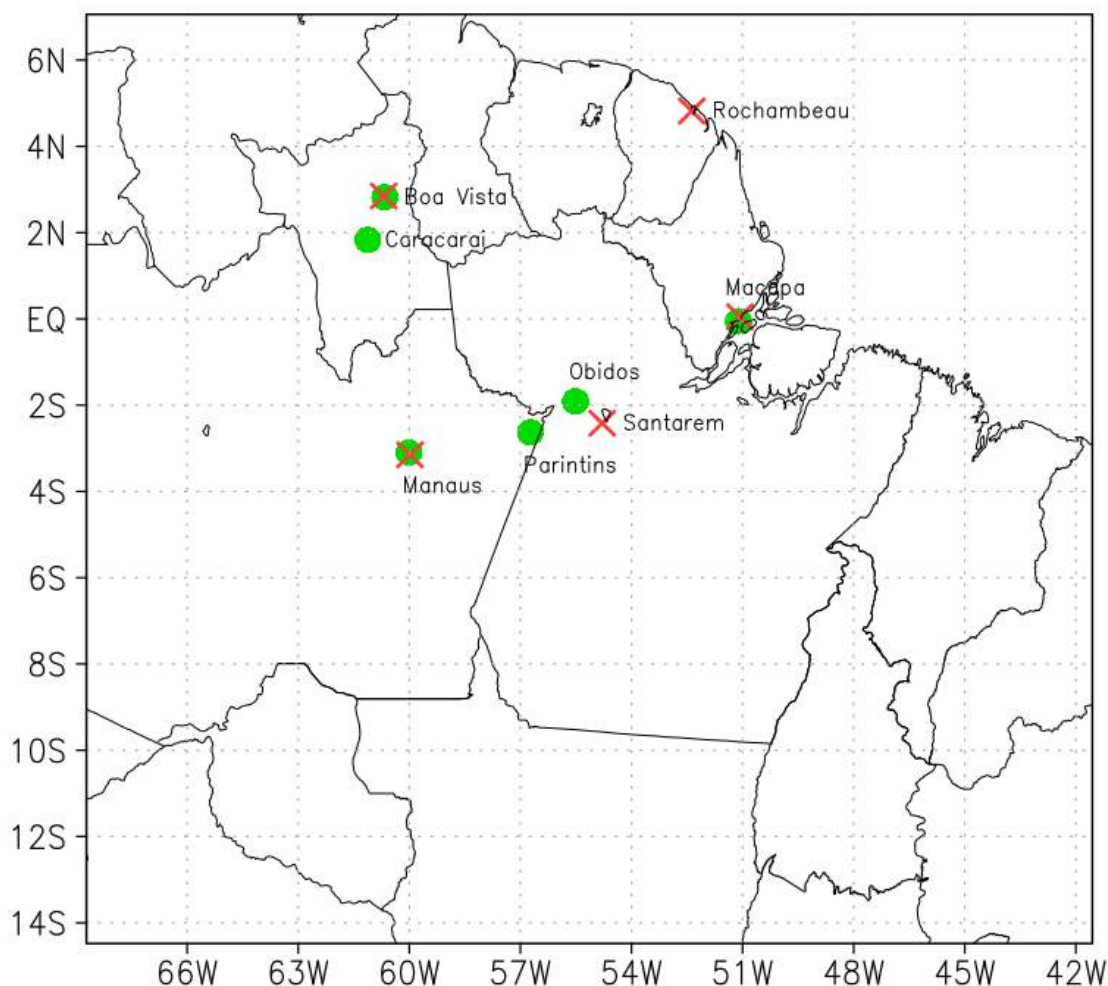 6N
Rochambeau
4N
Boa Vista
2N
Caracarai
Macapa
EQ
Obidos
2S
Santarem
Parintins
Manaus
4S
6S
8S
10S
12S
14S
66W 63W 60W 57W 54W 51W 48W 45W 42W